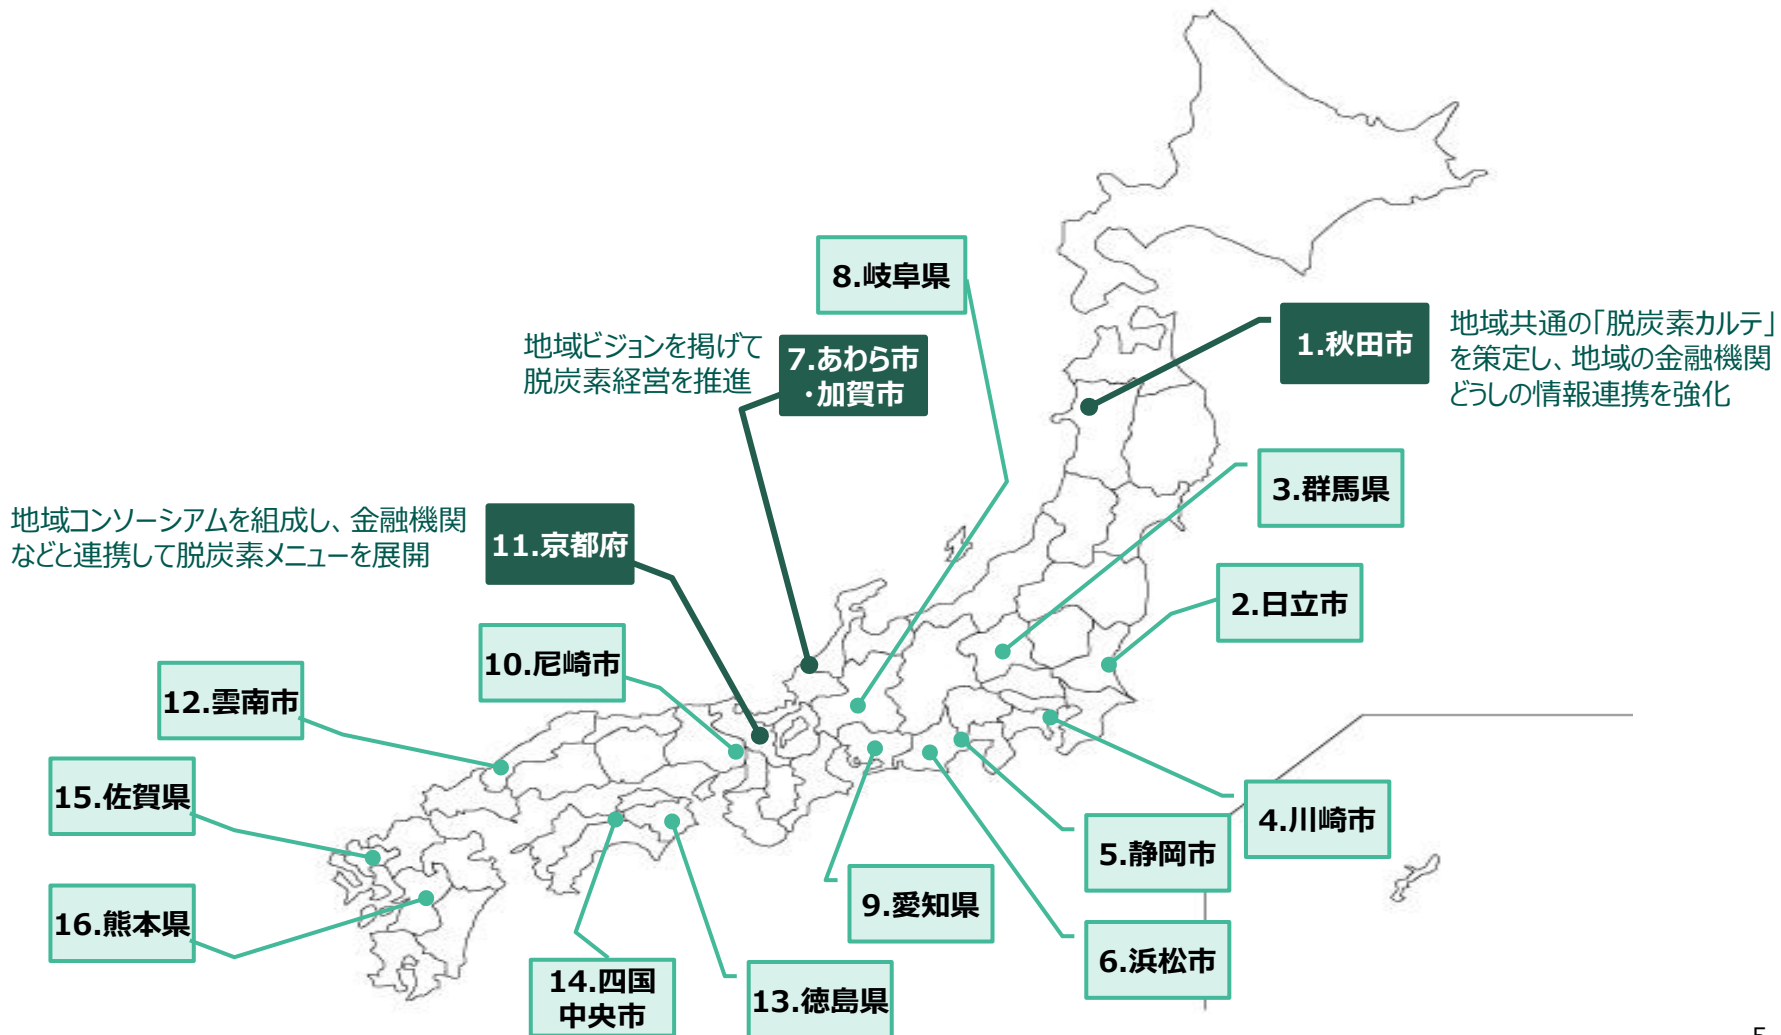 8.岐阜県
地域ビジョンを掲げて
脱炭素経営を推進
7.あわら市
・加賀市
1.秋田市
地域共通の「脱炭素カルテ」
を策定し、地域の金融機関
どうしの情報連携を強化
3.群馬県
地域コンソーシアムを組成し、金融機関
などと連携して脱炭素メニューを展開
11.京都府
2.日立市
10.尼崎市
12.雲南市
15.佐賀県
4.川崎市
5.静岡市
9.愛知県
16.熊本県
6.浜松市
14.四国
中央市
13.徳島県
5